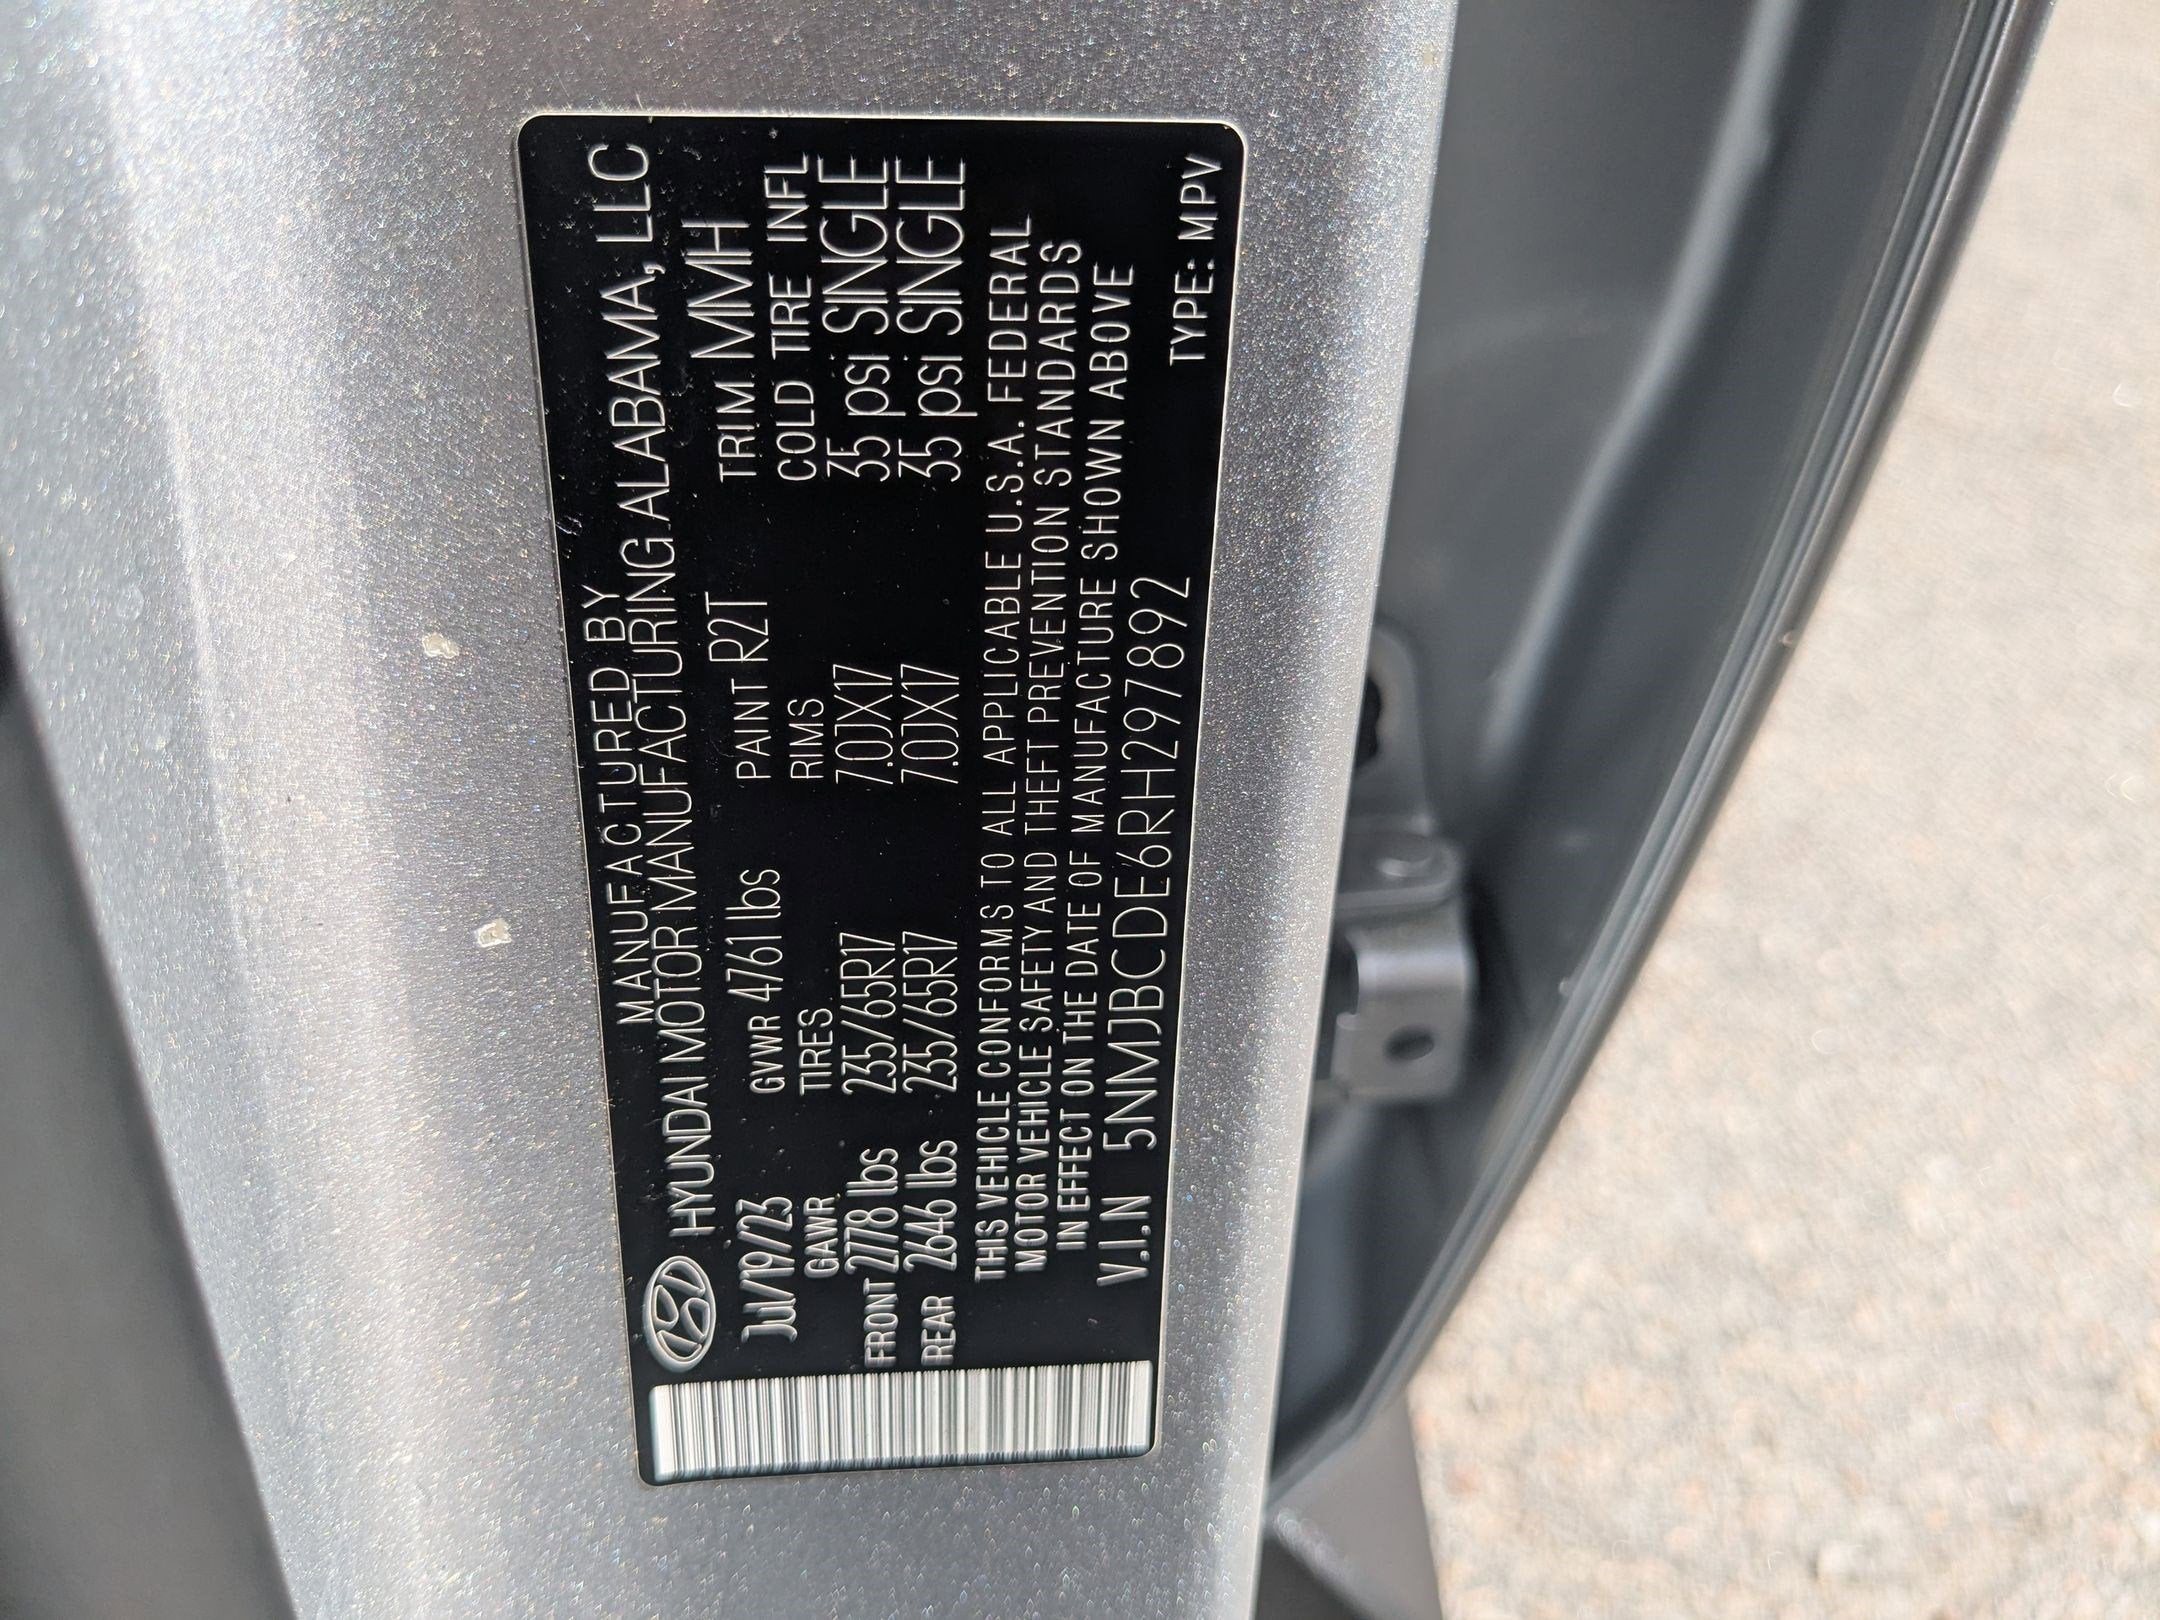 MANUFACTURED BY
HYUNDAI MOTOR MANUFACTURING ALABAMA, LLC
Jul/19/23 GVWR 4761 lbs PAINT R2T TRIM MMH
GAWR TIRES RIMS COLD TIRE INFL
FRONT 2778 lbs 235/65R17 7.0JX17 35 psi SINGLE
REAR 2646 lbs 235/65R17 7.0JX17 35 psi SINGLE
THIS VEHICLE CONFORMS TO ALL APPLICABLE U.S.A. FEDERAL
MOTOR VEHICLE SAFETY AND THEFT PREVENTION STANDARDS
IN EFFECT ON THE DATE OF MANUFACTURE SHOWN ABOVE
V.I.N 5NMJBCDE6RH297892
TYPE: MPV